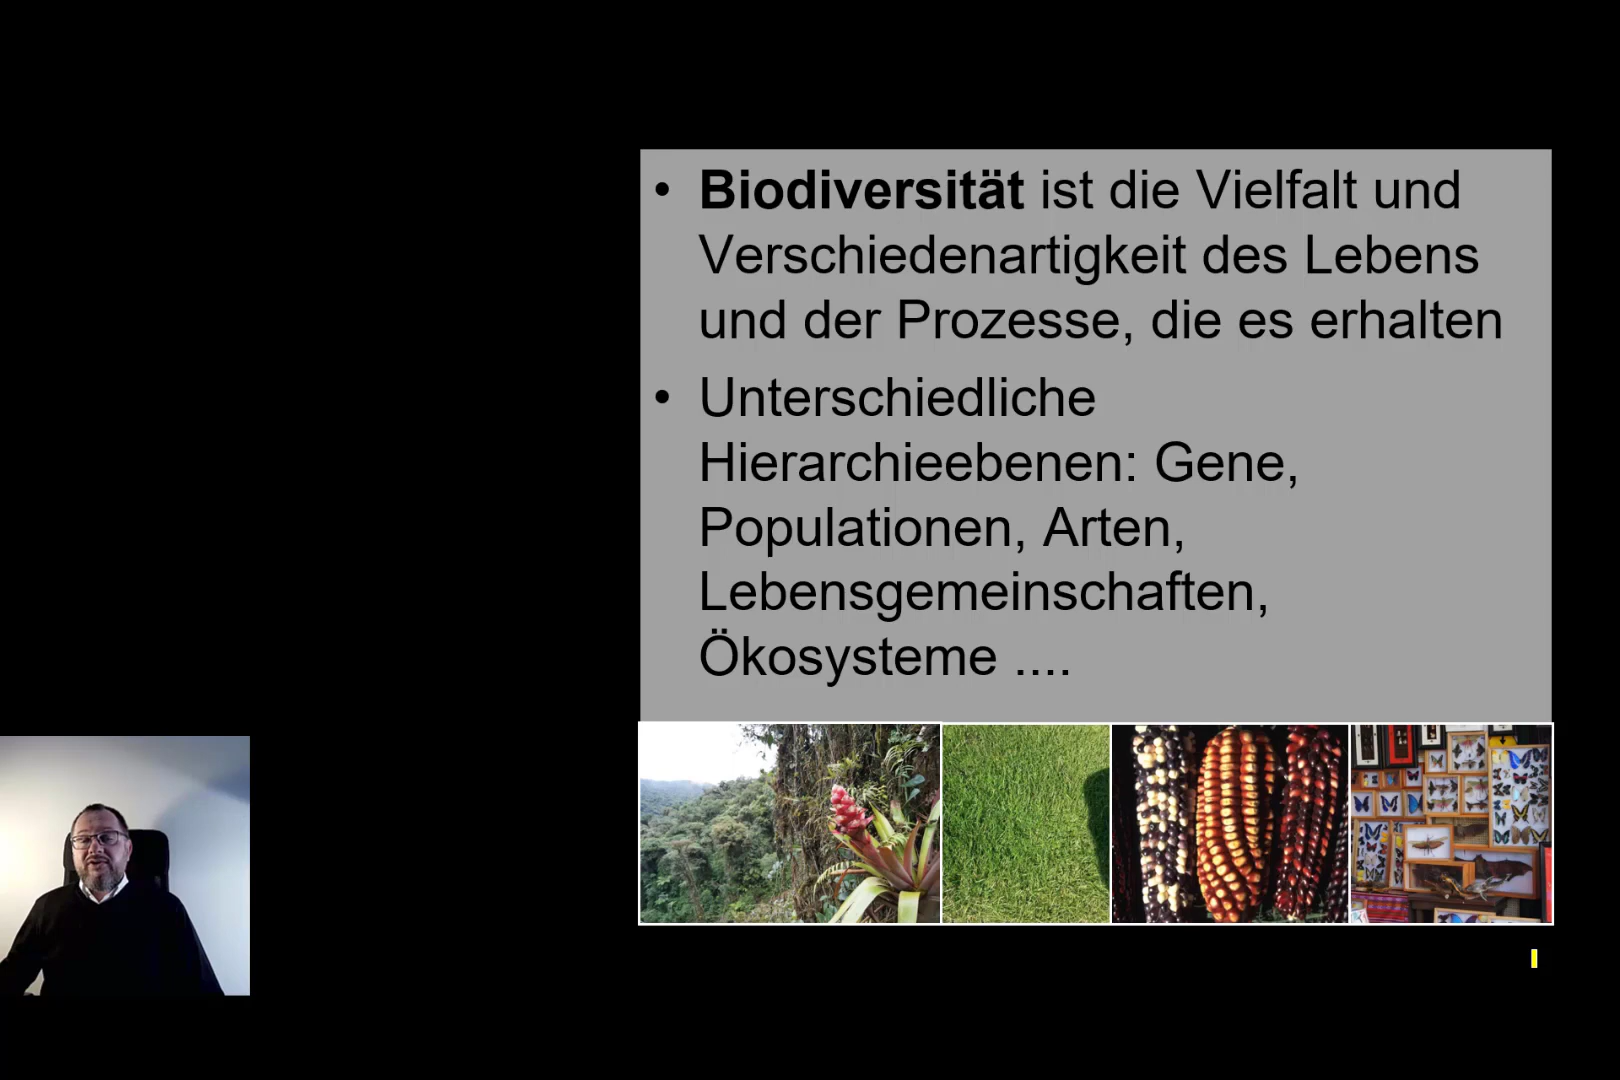 • Biodiversität ist die Vielfalt und
Verschiedenartigkeit des Lebens
und der Prozesse, die es erhalten
• Unterschiedliche
Hierarchieebenen: Gene,
Populationen, Arten,
Lebensgemeinschaften,
Ökosysteme ....